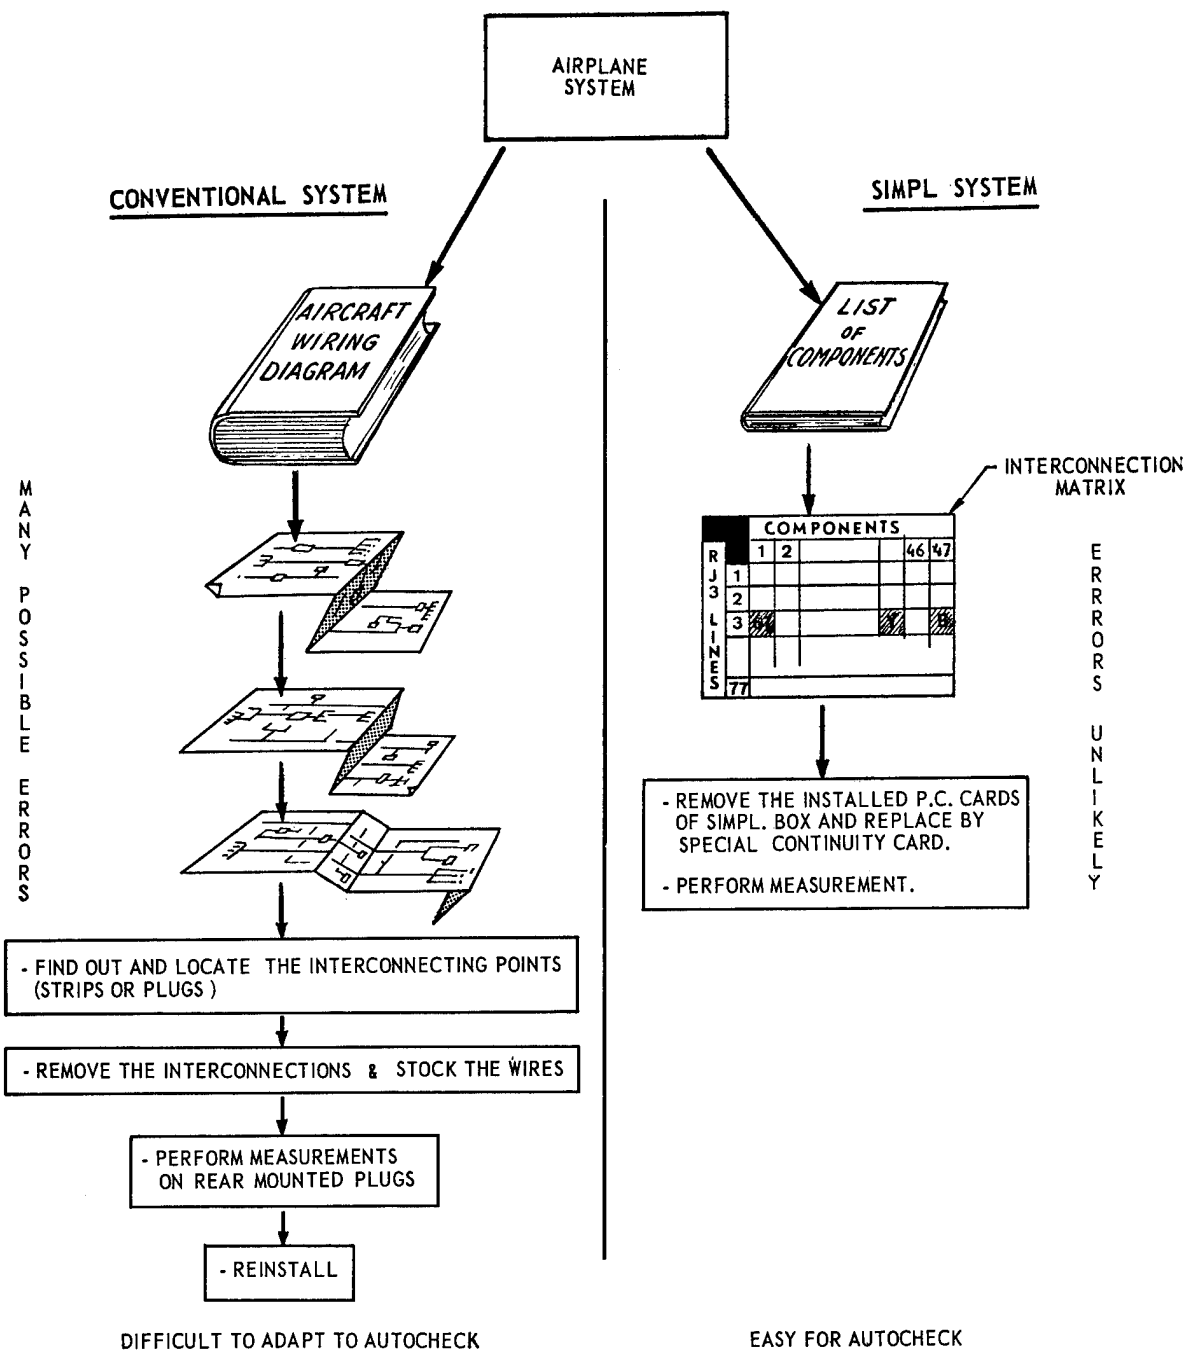 AIRPLANE
SYSTEM
CONVENTIONAL SYSTEM
AIRCRAFT
WIRING
DIAGRAM
MANY POSSIBLE ERRORS
- FIND OUT AND LOCATE THE INTERCONNECTING POINTS
(STRIPS OR PLUGS)
- REMOVE THE INTERCONNECTIONS & STOCK THE WIRES
- PERFORM MEASUREMENTS
ON REAR MOUNTED PLUGS
- REINSTALL
DIFFICULT TO ADAPT TO AUTOCHECK
SIMPL SYSTEM
LIST
OF
COMPONENTS
INTERCONNECTION
MATRIX
COMPONENTS
1 2 46 47
RJ3 LINES
1
2
3 Y
77
ERRRORS UNLIKELY
- REMOVE THE INSTALLED P.C. CARDS
OF SIMPL. BOX AND REPLACE BY
SPECIAL CONTINUITY CARD.
- PERFORM MEASUREMENT.
EASY FOR AUTOCHECK